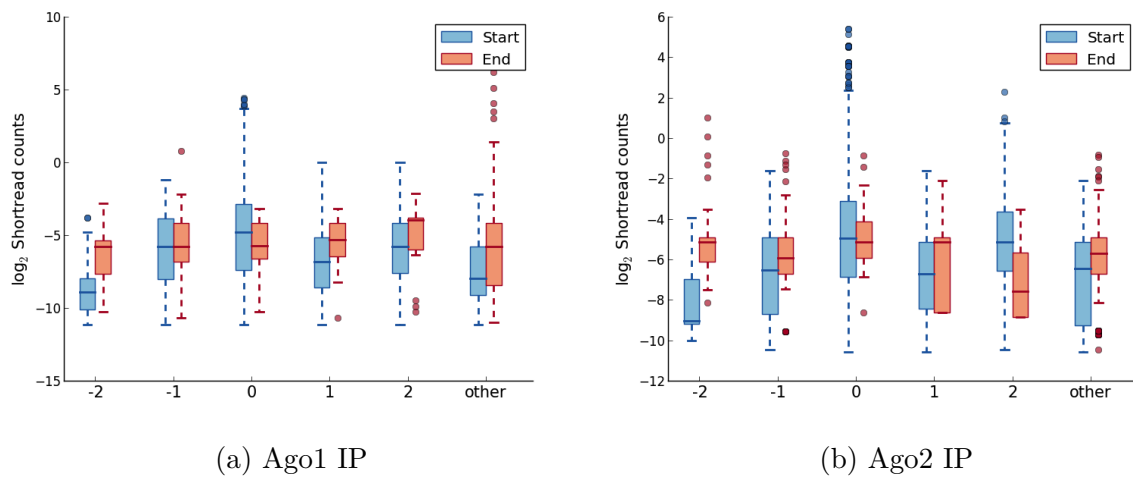 10
5
0
−5
−10
−15
log₂ Shortread counts
Start
End
-2 -1 0 1 2 other
(a) Ago1 IP
6
4
2
0
−2
−4
−6
−8
−10
−12
log₂ Shortread counts
Start
End
-2 -1 0 1 2 other
(b) Ago2 IP